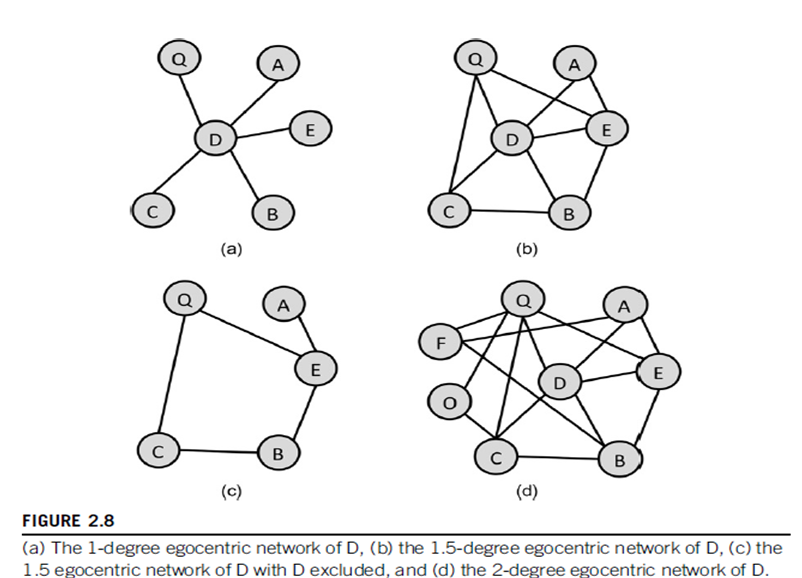 Q
A
D
E
C
B
(a)
Q
A
D
E
C
B
(b)
Q
A
E
C
B
(c)
Q
A
F
D
E
O
C
B
(d)
FIGURE 2.8
(a) The 1-degree egocentric network of D, (b) the 1.5-degree egocentric network of D, (c) the
1.5 egocentric network of D with D excluded, and (d) the 2-degree egocentric network of D.